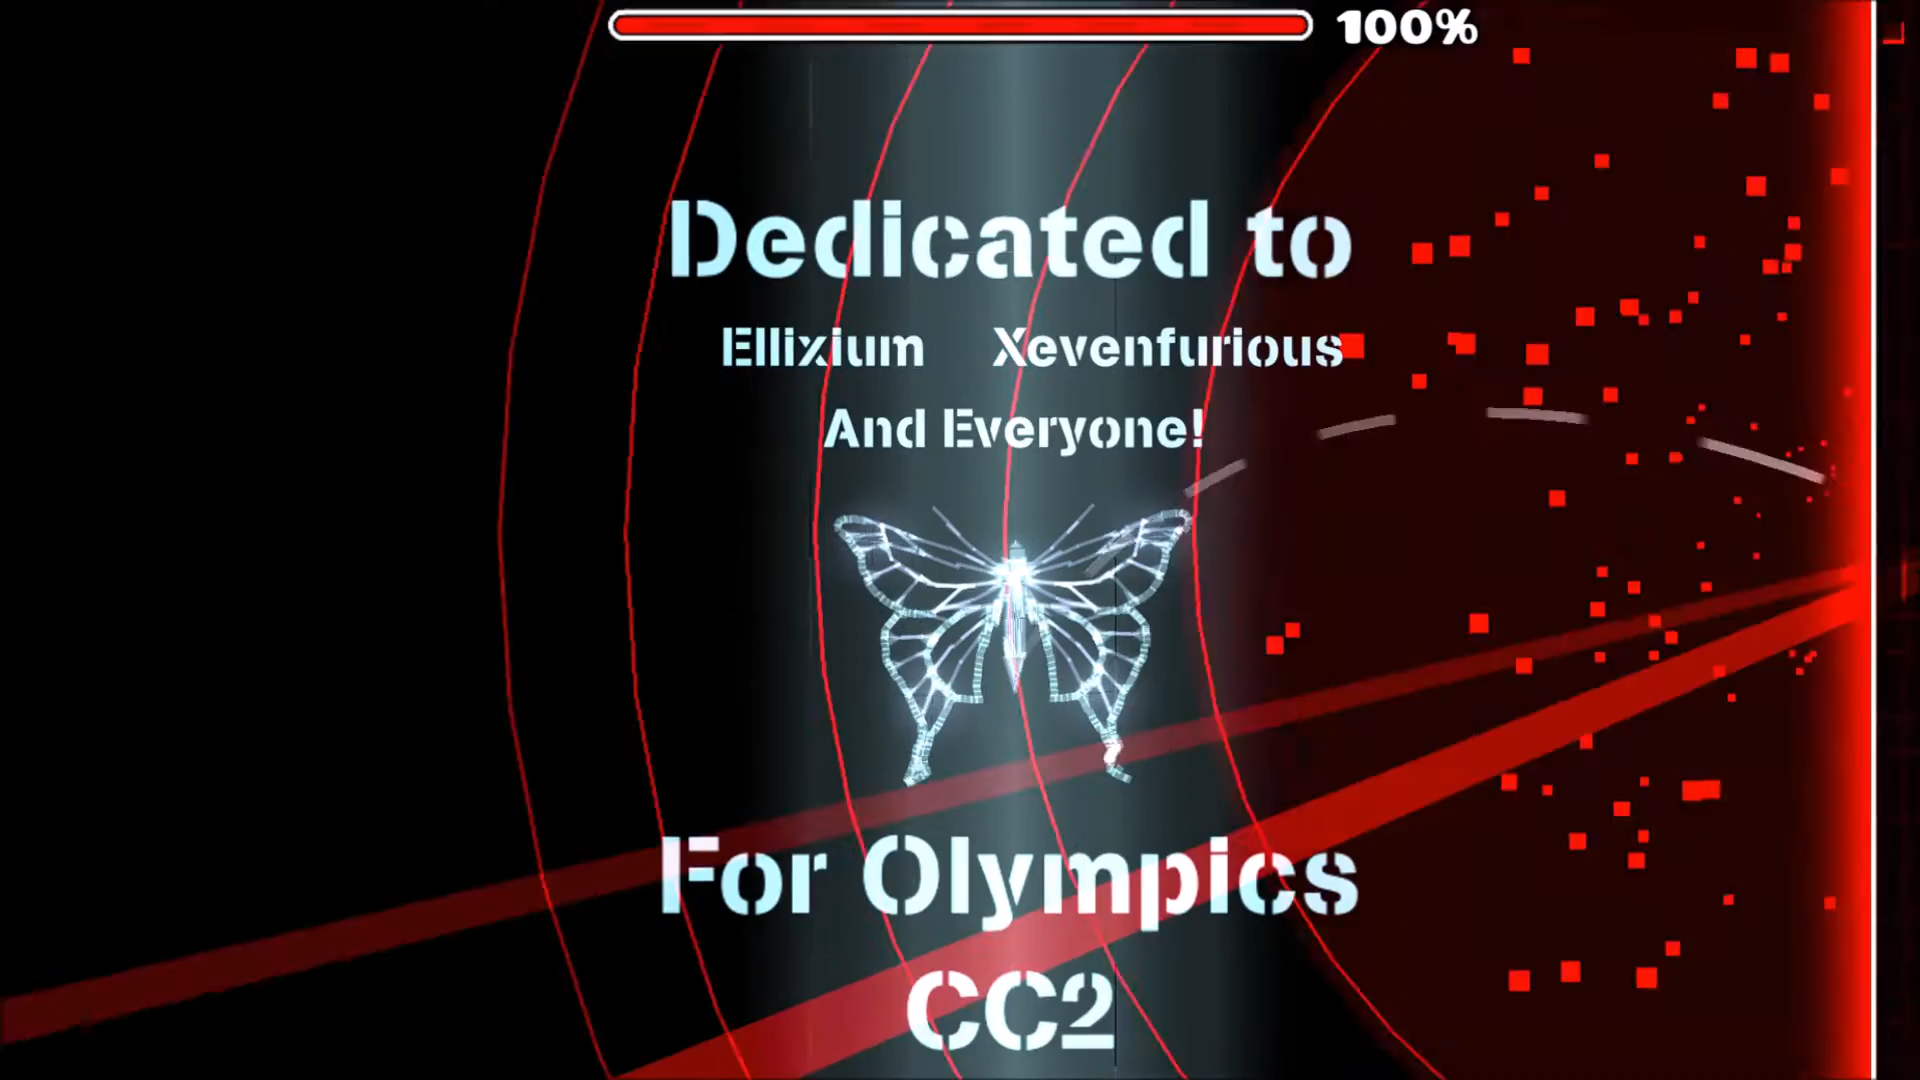 100%
Dedicated to
Ellixium Xevenfurious
And Everyone!
For Olympics
CC2